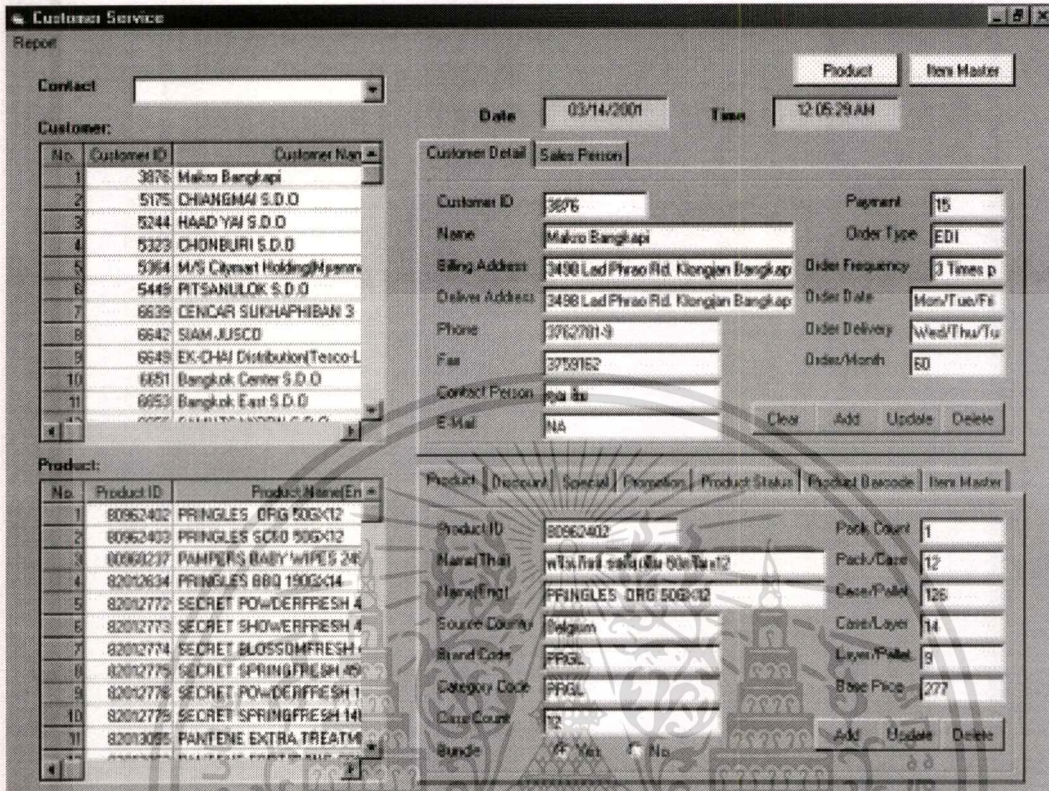 Customer Service
Report
Product
Item Master
Contact
Date
03/14/2001
Time
12:05:29 AM
Customer:
No. Customer ID Customer Nam
1 3876 Makro Bangkapi
2 5175 CHIANGMAI S.D.O
3 5244 HAAD YAI S.D.O
4 5323 CHONBURI S.D.O
5 5364 M/S Citymart Holding(Myanm
6 5449 PITSANULOK S.D.O
7 6639 CENCAR SUKHAPHIBAN 3
8 6642 SIAM JUSCO
9 6649 EK-CHAI Distribution(Tesco-L
10 6651 Bangkok Center S.D.O
11 6653 Bangkok East S.D.O
Customer Detail
Sales Person
Customer ID 3876
Payment 15
Name Makro Bangkapi
Order Type EDI
Billing Address 3498 Lad Phrao Rd. Klongjan Bangkap
Order Frequency 3 Times p
Deliver Address 3498 Lad Phrao Rd. Klongjan Bangkap
Order Date Mon/Tue/Fri
Phone 3762781-9
Order Delivery Wed/Thu/Tu
Fax 3759162
Order/Month 60
Contact Person คุณ
E-Mail NA
Clear Add Update Delete
Product:
No. Product ID Product Name(En
1 80962402 PRINGLES ORG 50GX12
2 80962403 PRINGLES SC&O 50GX12
3 80968237 PAMPERS BABY WIPES 24
4 82012634 PRINGLES BBQ 190GX14
5 82012772 SECRET POWDERFRESH 4
6 82012773 SECRET SHOWERFRESH 4
7 82012774 SECRET BLOSSOMFRESH
8 82012775 SECRET SPRINGFRESH 45
9 82012778 SECRET POWDERFRESH 1
10 82012779 SECRET SPRINGFRESH 14
11 82013095 PANTENE EXTRA TREATM
Product Discount Special Promotion Product Status Product Barcode Item Master
Product ID 80962402
Pack Count 1
Name(Thai)
Pack/Case 12
Name(Eng) PRINGLES ORG 50GX12
Case/Pallet 126
Source County Belgium
Case/Layer 14
Brand Code PRGL
Layer/Pallet 9
Category Code PRGL
Base Price 277
Case Count 12
Bundle Yes No
Add Update Delete